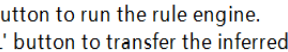 utton to run the rule engine.
' button to transfer the inferred